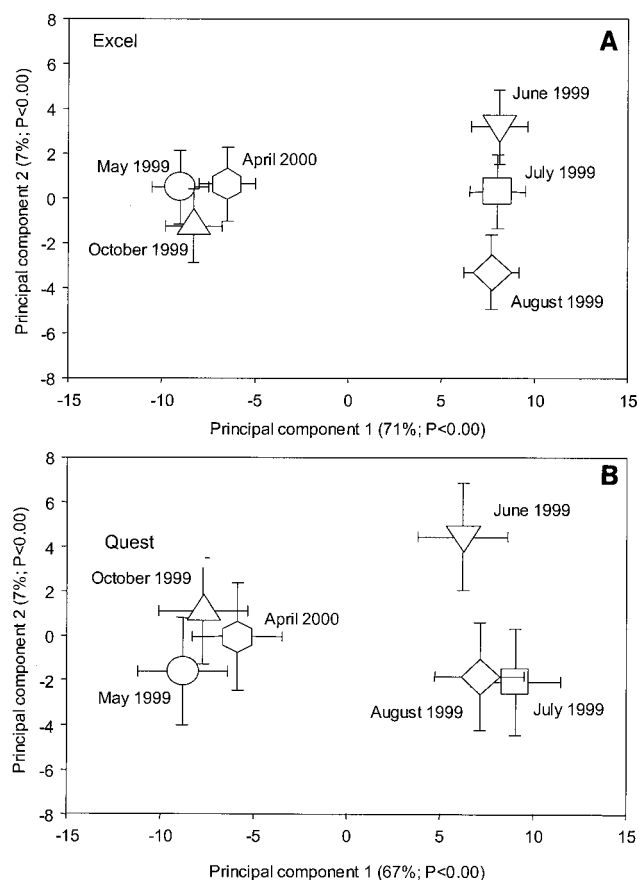 A
Excel
8
6
4
2
0
-2
-4
-6
-8
June 1999
May 1999
April 2000
July 1999
October 1999
August 1999
-15 -10 -5 0 5 10 15
Principal component 1 (71%; P<0.00)
Principal component 2 (7%; P<0.00)
B
Quest
8
6
4
2
0
-2
-4
-6
-8
June 1999
October 1999
April 2000
May 1999
August 1999
July 1999
-15 -10 -5 0 5 10 15
Principal component 1 (67%; P<0.00)
Principal component 2 (7%; P<0.00)